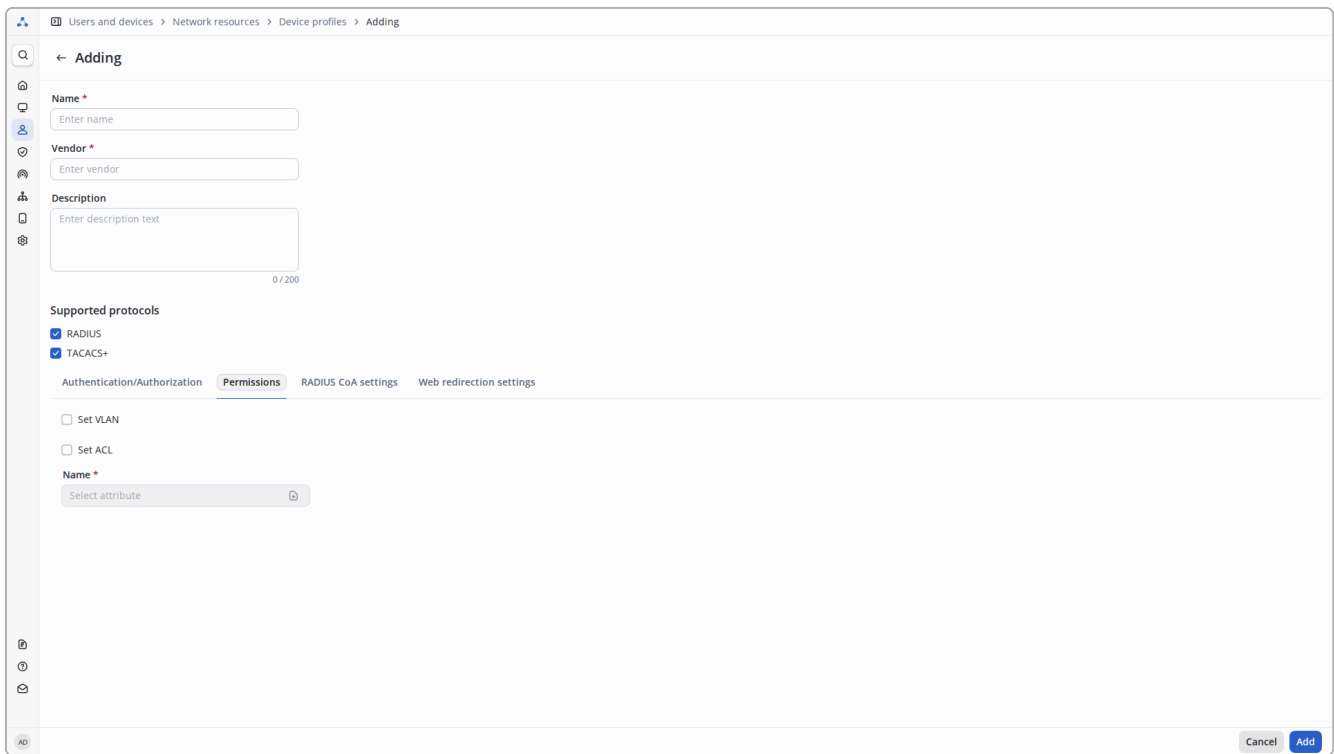 Users and devices > Network resources > Device profiles > Adding
← Adding
Name *
Enter name
Vendor *
Enter vendor
Description
Enter description text
0 / 200
Supported protocols
RADIUS
TACACS+
Authentication/Authorization Permissions RADIUS CoA settings Web redirection settings
Set VLAN
Set ACL
Name *
Select attribute
AD
Cancel Add